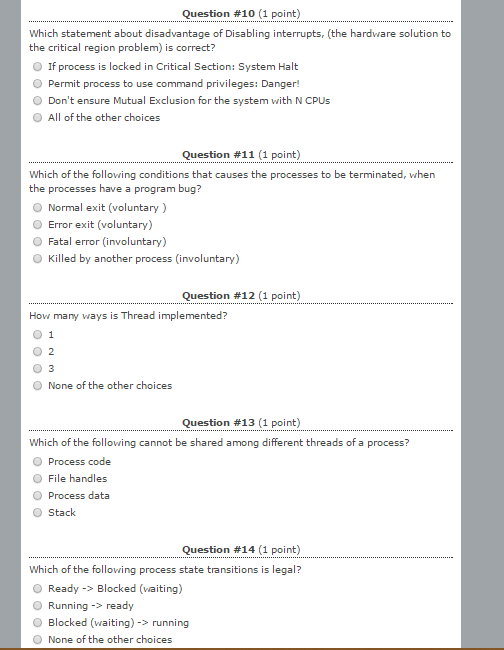 Question #10 (1 point)
Which statement about disadvantage of Disabling interrupts, (the hardware solution to
the critical region problem) is correct?
If process is locked in Critical Section: System Halt
Permit process to use command privileges: Danger!
Don't ensure Mutual Exclusion for the system with N CPUs
All of the other choices
Question #11 (1 point)
Which of the following conditions that causes the processes to be terminated, when
the processes have a program bug?
Normal exit (voluntary )
Error exit (voluntary)
Fatal error (involuntary)
Killed by another process (involuntary)
Question #12 (1 point)
How many ways is Thread implemented?
1
2
3
None of the other choices
Question #13 (1 point)
Which of the following cannot be shared among different threads of a process?
Process code
File handles
Process data
Stack
Question #14 (1 point)
Which of the following process state transitions is legal?
Ready -> Blocked (waiting)
Running -> ready
Blocked (waiting) -> running
None of the other choices